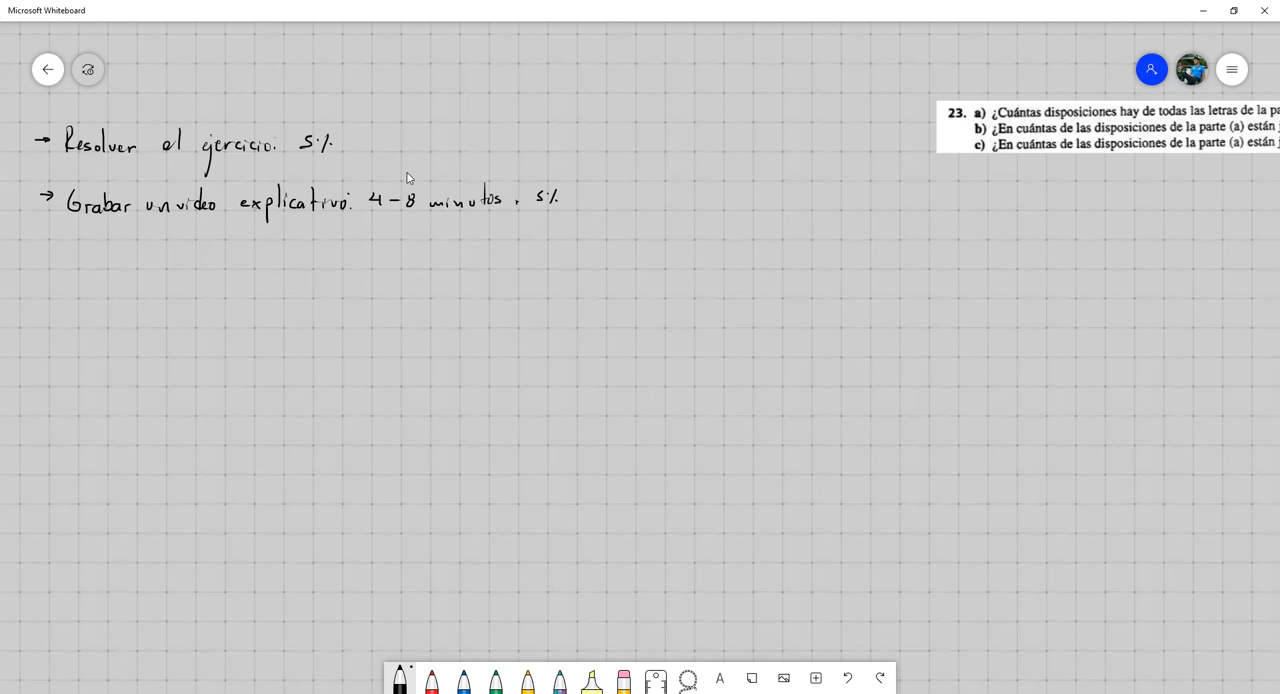 Microsoft Whiteboard
→ Resolver el ejercicio: 5%
→ Grabar un video explicativo: 4-8 minutos. 5%
23. a) ¿Cuántas disposiciones hay de todas las letras de la
b) ¿En cuántas de las disposiciones de la parte (a) están
c) ¿En cuántas de las disposiciones de la parte (a) están
A